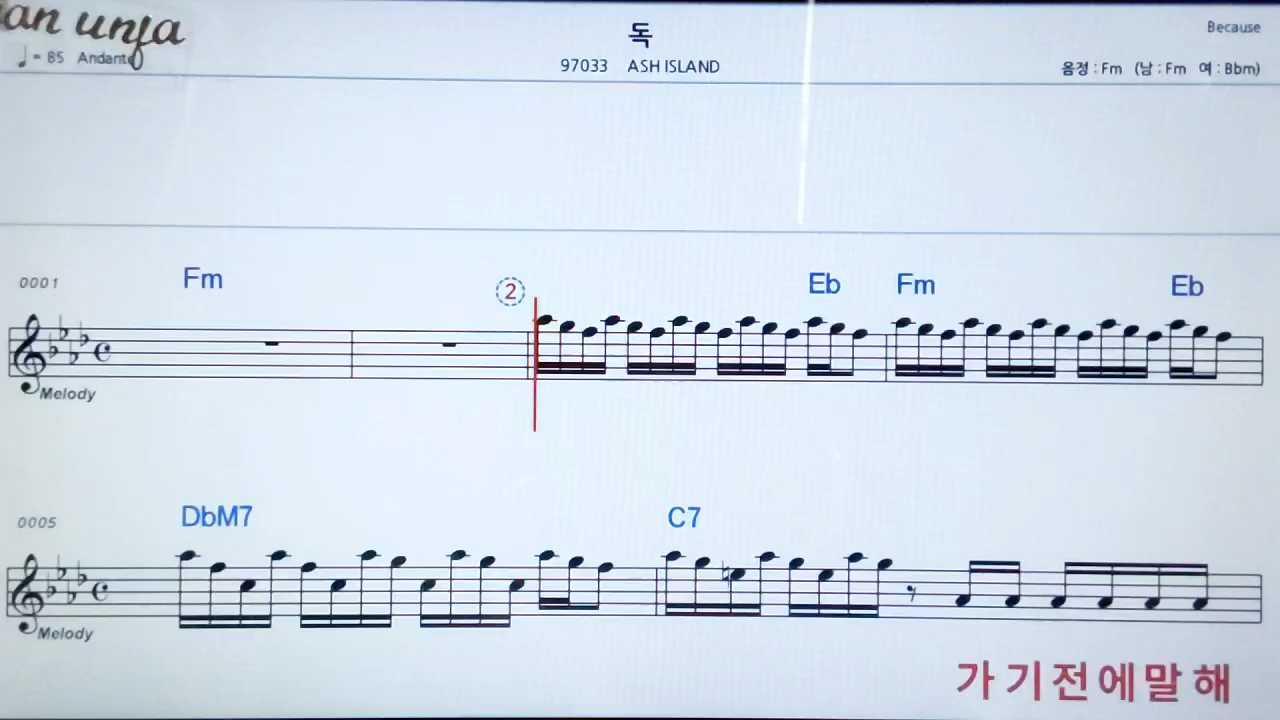 an unja
♩ = 85 Andante
독
97033 ASH ISLAND
Because
음정 : Fm (남 : Fm 여 : Bbm)
0001 Fm ② Eb Fm Eb
Melody
0005 DbM7 C7
Melody
가기전에말해